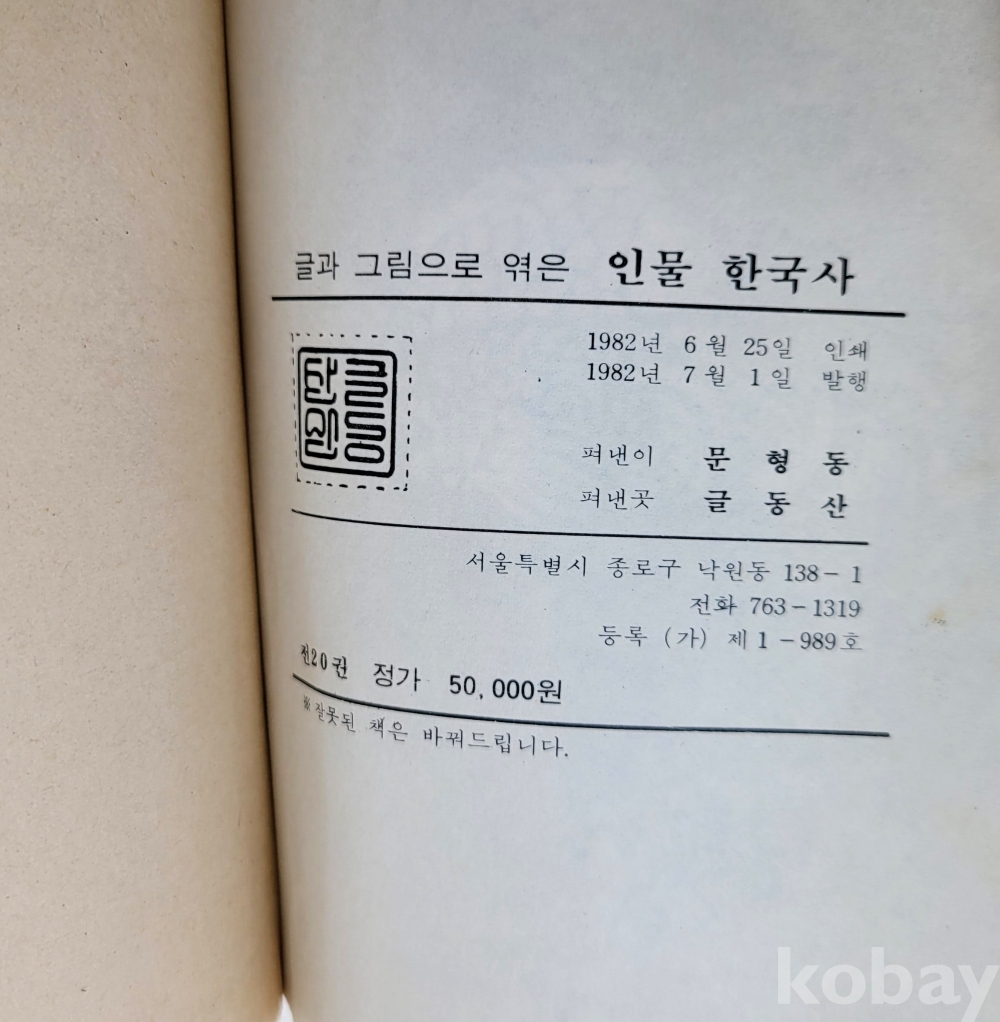 글과 그림으로 엮은 인물 한국사
1982년 6월 25일 인쇄
1982년 7월 1일 발행
펴낸이 문형동
펴낸곳 글동산
서울특별시 종로구 낙원동 138-1
전화 763-1319
등록 (가) 제1-989호
전20권 정가 50,000원
※잘못된 책은 바꿔드립니다.
kobay